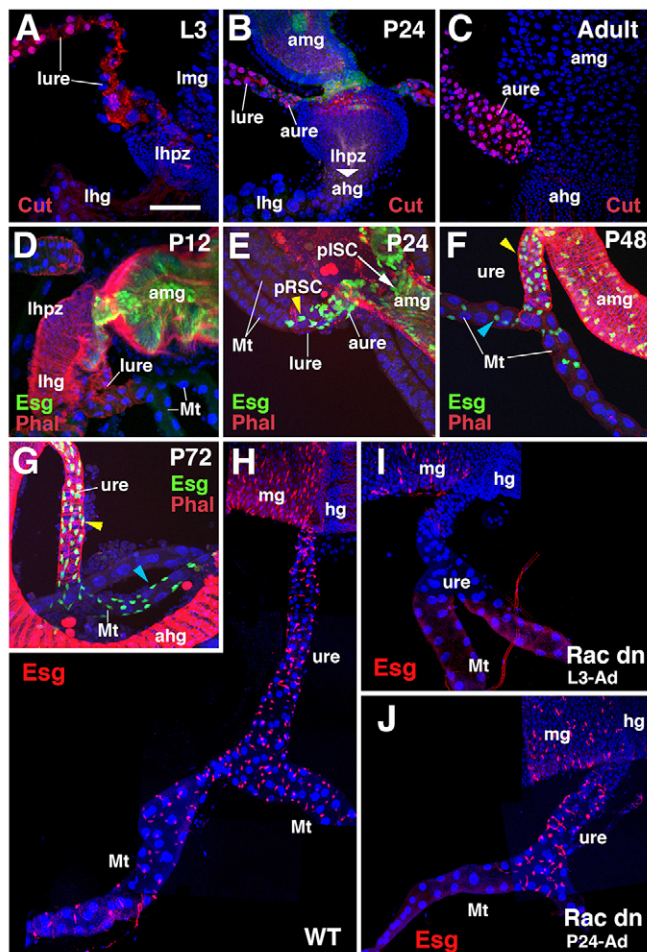 A L3
lure
lmg
lhpz
lhg
Cut
B P24
amg
lure
aure
lhpz
ahg
lhg
Cut
C Adult
amg
aure
ahg
Cut
D P12
lhpz
amg
lhg
lure
Mt
Esg
Phal
E P24
pISC
pRSC
amg
Mt
lure
aure
Esg
Phal
F P48
ure
amg
Mt
Esg
Phal
G P72
ure
Esg
Phal
Mt
ahg
H
mg
hg
Esg
ure
Mt
Mt
WT
I
mg
hg
ure
Esg
Mt
Rac dn
L3-Ad
J
hg
mg
ure
Mt
Esg
Rac dn
P24-Ad